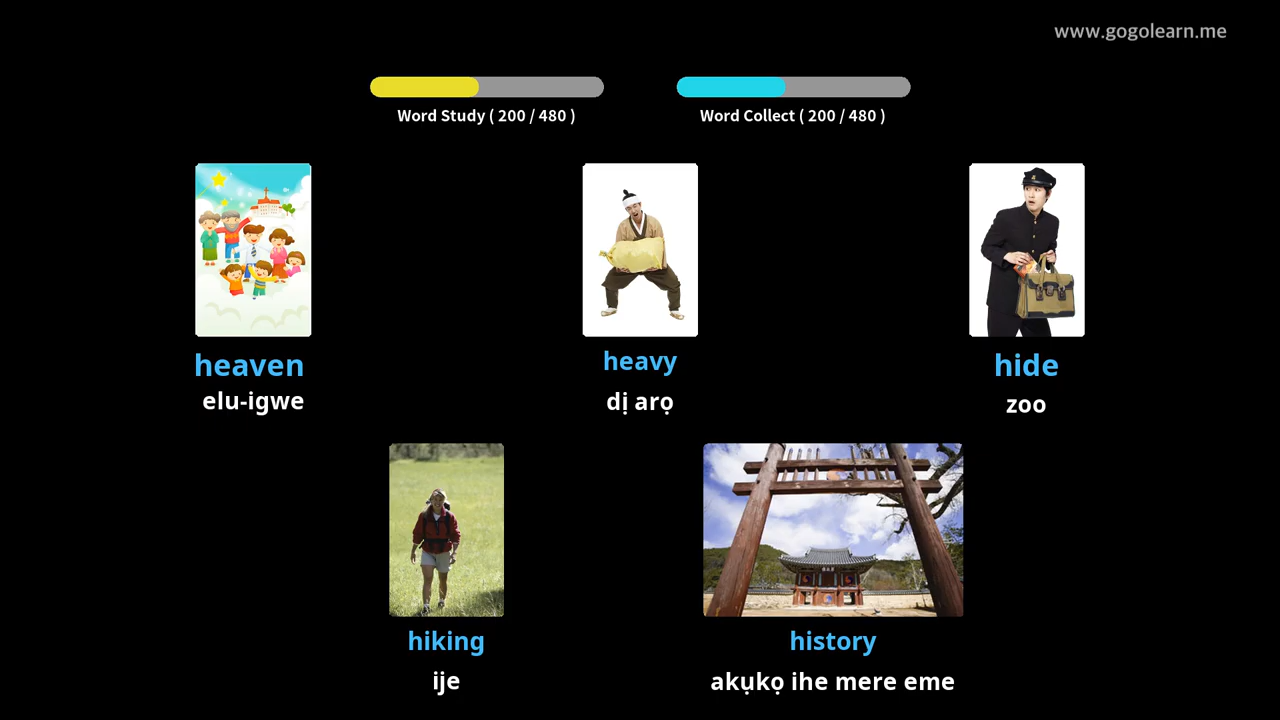 www.gogolearn.me
Word Study ( 200 / 480 )
Word Collect ( 200 / 480 )
heaven
elu-igwe
heavy
dị arọ
hide
zoo
hiking
ije
history
akụkọ ihe mere eme